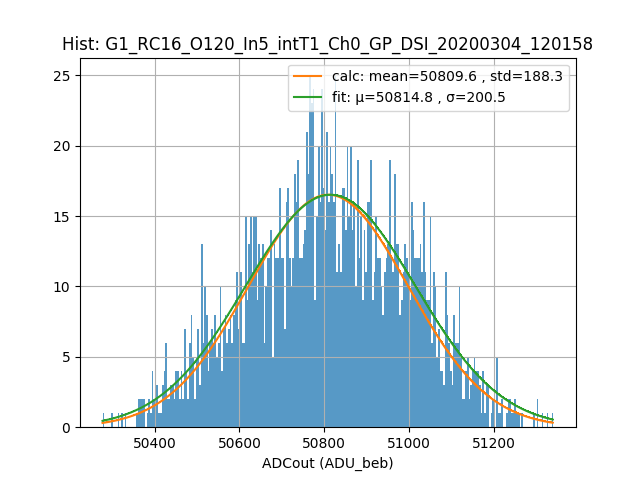 Hist: G1_RC16_O120_In5_intT1_Ch0_GP_DSI_20200304_120158
calc: mean=50809.6 , std=188.3
fit: μ=50814.8 , σ=200.5
25
20
15
10
5
0
50400 50600 50800 51000 51200
ADCout (ADU_beb)